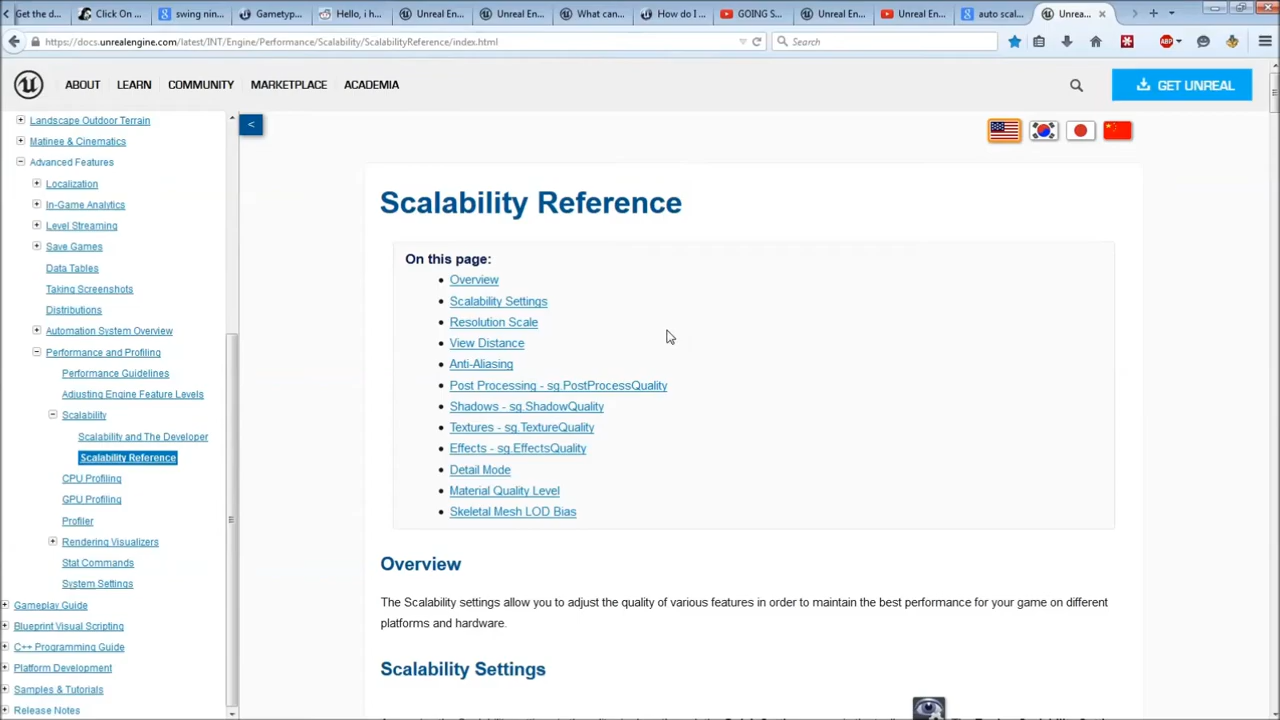 Get the d
Click On ...
swing nin...
Gametyp...
Hello, i h...
Unreal En...
Unreal En...
What can...
How do I ...
GOING S...
Unreal En...
Unreal En...
auto scal...
Unrea...
https://docs.unrealengine.com/latest/INT/Engine/Performance/Scalability/ScalabilityReference/index.html
Search
ABP
ABOUT LEARN COMMUNITY MARKETPLACE ACADEMIA
GET UNREAL
<
Landscape Outdoor Terrain
Matinee & Cinematics
Advanced Features
Localization
In-Game Analytics
Level Streaming
Save Games
Data Tables
Taking Screenshots
Distributions
Automation System Overview
Performance and Profiling
Performance Guidelines
Adjusting Engine Feature Levels
Scalability
Scalability and The Developer
Scalability Reference
CPU Profiling
GPU Profiling
Profiler
Rendering Visualizers
Stat Commands
System Settings
Gameplay Guide
Blueprint Visual Scripting
C++ Programming Guide
Platform Development
Samples & Tutorials
Release Notes
Scalability Reference
On this page:
Overview
Scalability Settings
Resolution Scale
View Distance
Anti-Aliasing
Post Processing - sg.PostProcessQuality
Shadows - sg.ShadowQuality
Textures - sg.TextureQuality
Effects - sg.EffectsQuality
Detail Mode
Material Quality Level
Skeletal Mesh LOD Bias
Overview
The Scalability settings allow you to adjust the quality of various features in order to maintain the best performance for your game on different
platforms and hardware.
Scalability Settings